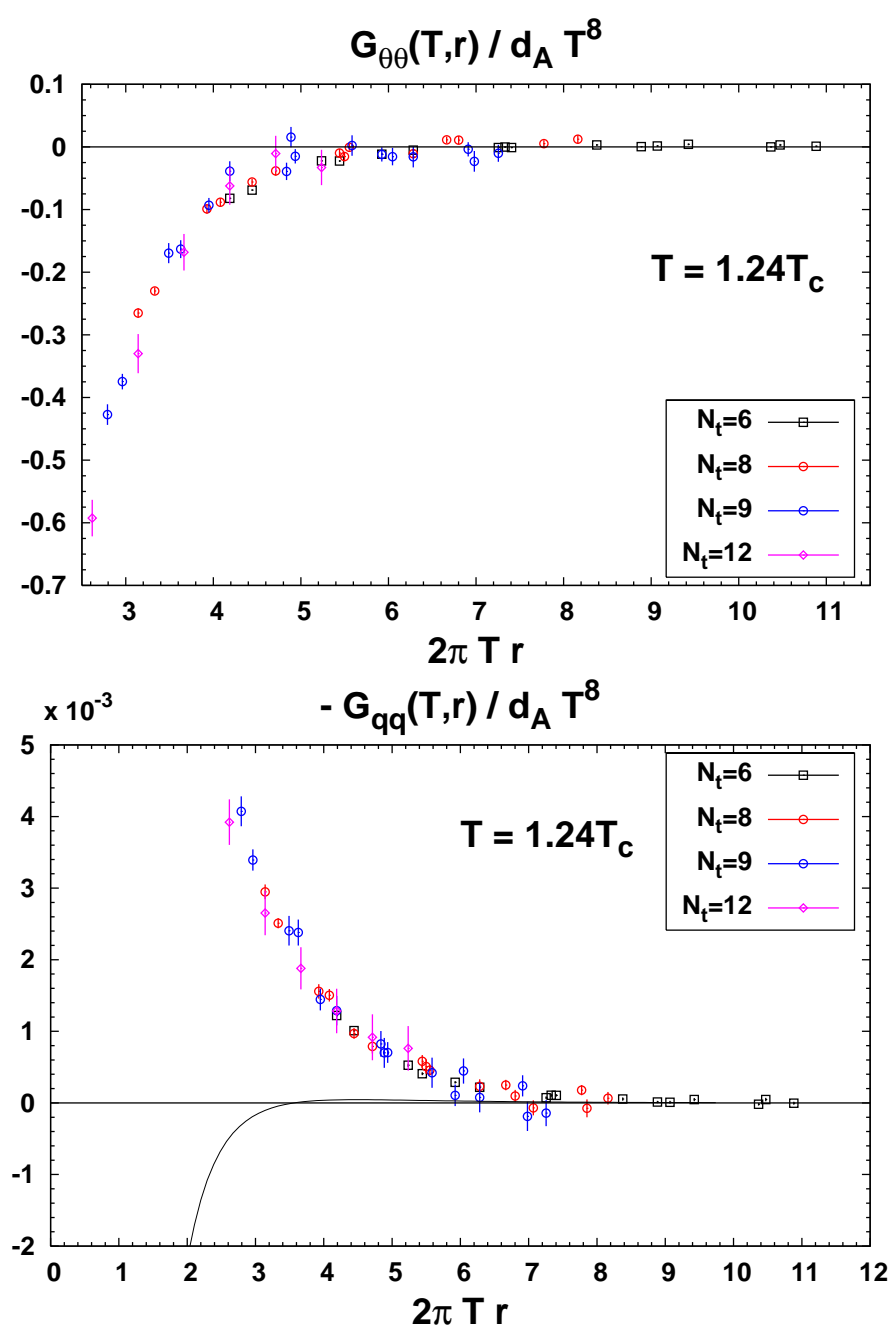 G_θθ(T,r) / d_A T^8
0.1
0
-0.1
-0.2
-0.3
-0.4
-0.5
-0.6
-0.7
T = 1.24T_c
N_t=6
N_t=8
N_t=9
N_t=12
3 4 5 6 7 8 9 10 11
2π T r
x 10^-3
- G_qq(T,r) / d_A T^8
5
4
3
2
1
0
-1
-2
T = 1.24T_c
N_t=6
N_t=8
N_t=9
N_t=12
0 1 2 3 4 5 6 7 8 9 10 11 12
2π T r